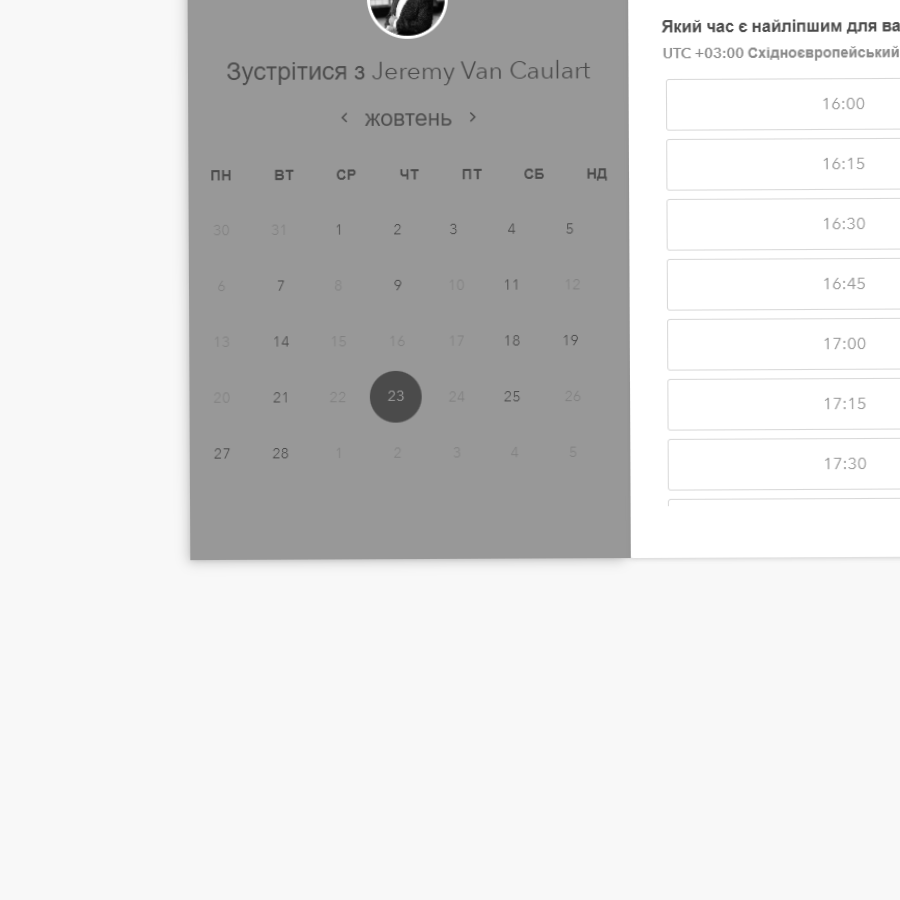 Зустрітися з Jeremy Van Caulart
жовтень
ПН ВТ СР ЧТ ПТ СБ НД
30 31 1 2 3 4 5
6 7 8 9 10 11 12
13 14 15 16 17 18 19
20 21 22 23 24 25 26
27 28 1 2 3 4 5
Який час є найліпшим для
UTC +03:00 Східноєвропейський
16:00
16:15
16:30
16:45
17:00
17:15
17:30